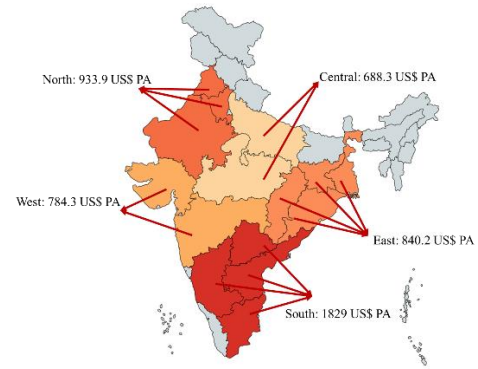 North: 933.9 US$ PA
Central: 688.3 US$ PA
West: 784.3 US$ PA
East: 840.2 US$ PA
South: 1829 US$ PA